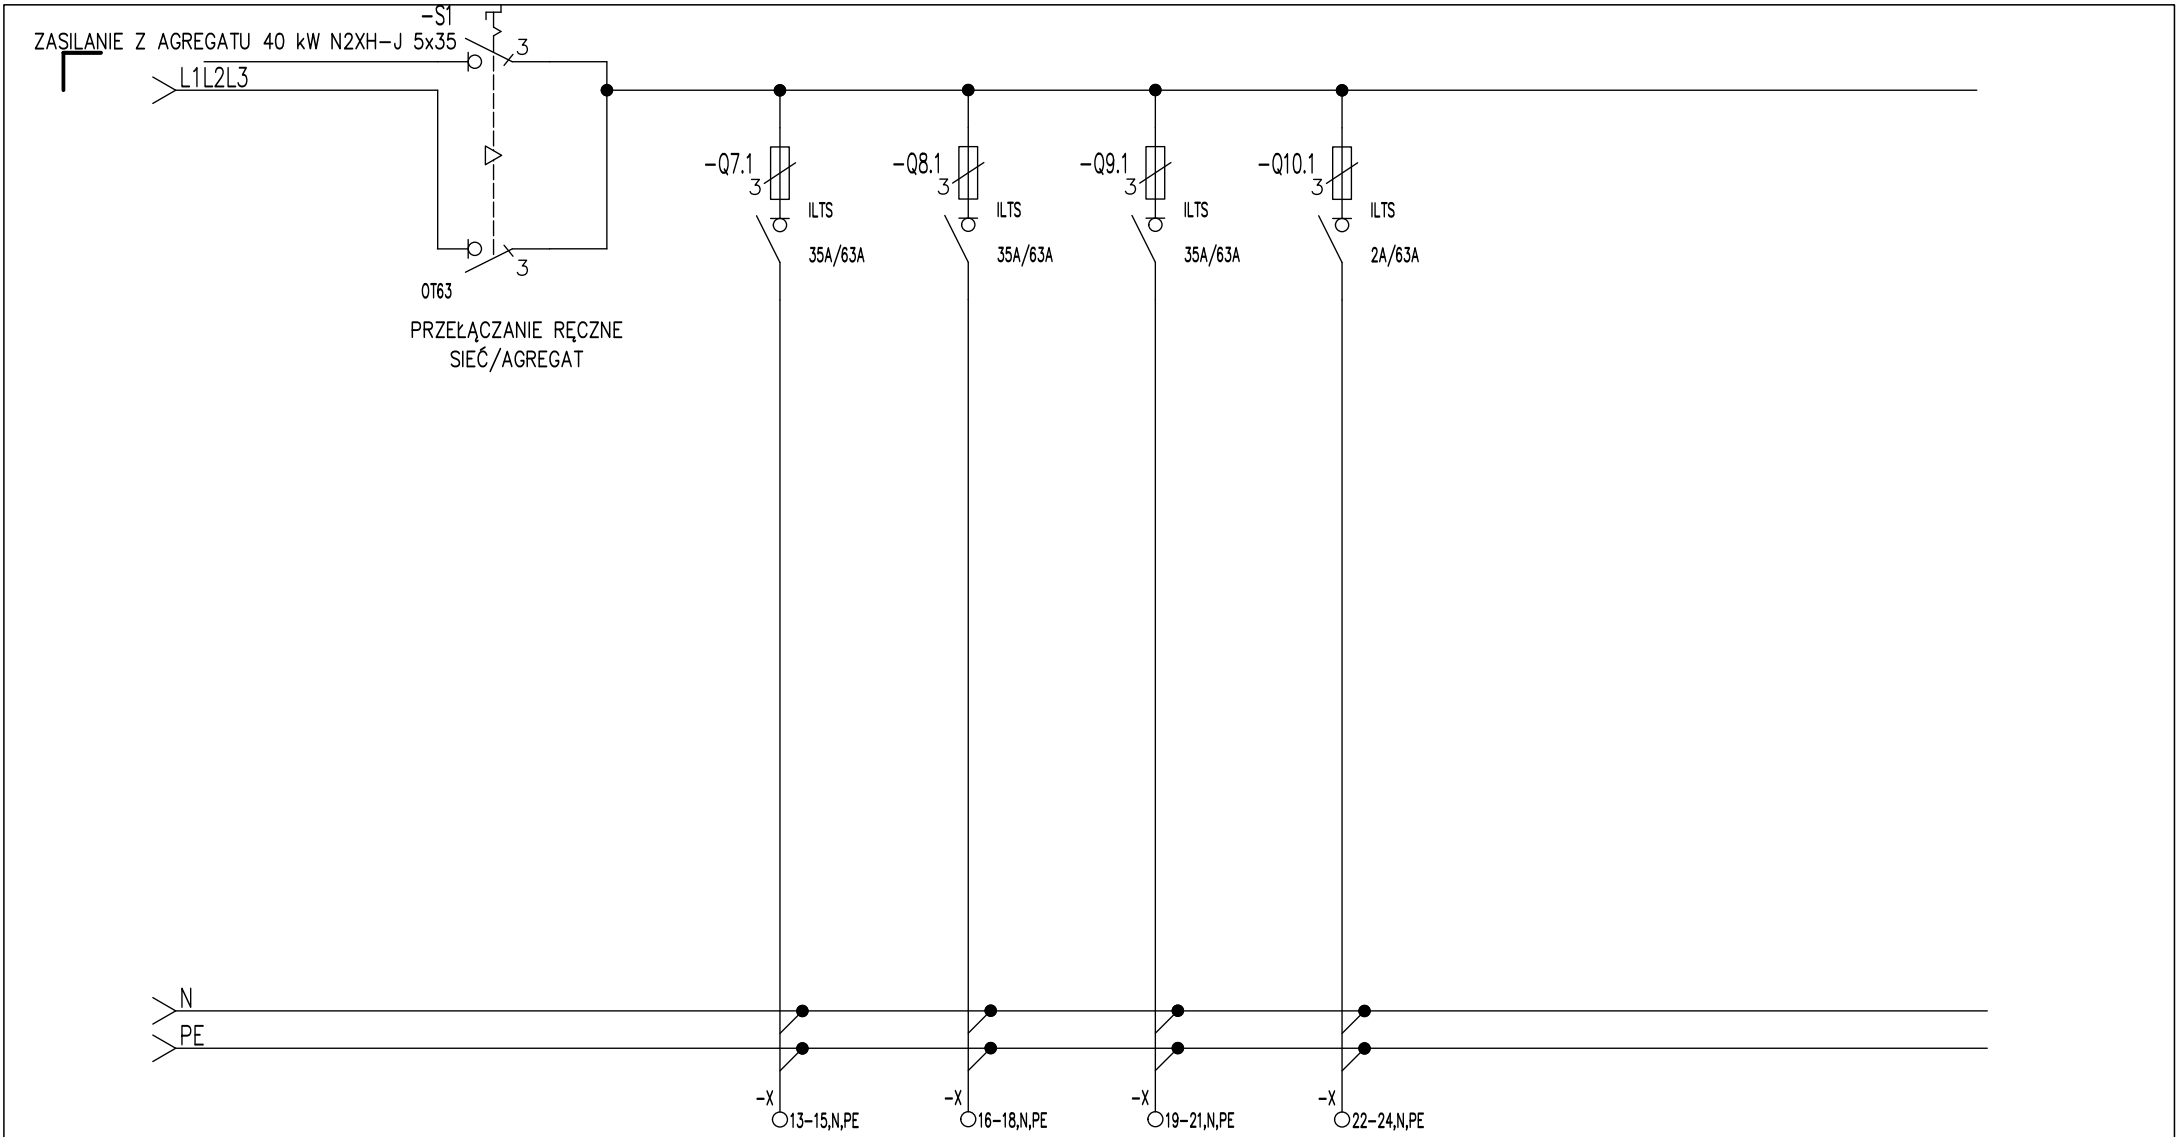 -S1
ZASILANIE Z AGREGATU 40 kW N2XH-J 5x35
3
L1L2L3
-Q7.1
3
ILTS
35A/63A
-Q8.1
3
ILTS
35A/63A
-Q9.1
3
ILTS
35A/63A
-Q10.1
3
ILTS
2A/63A
3
OT63
PRZEŁĄCZANIE RĘCZNE
SIEĆ/AGREGAT
N
PE
-X
13-15,N,PE
-X
16-18,N,PE
-X
19-21,N,PE
-X
22-24,N,PE